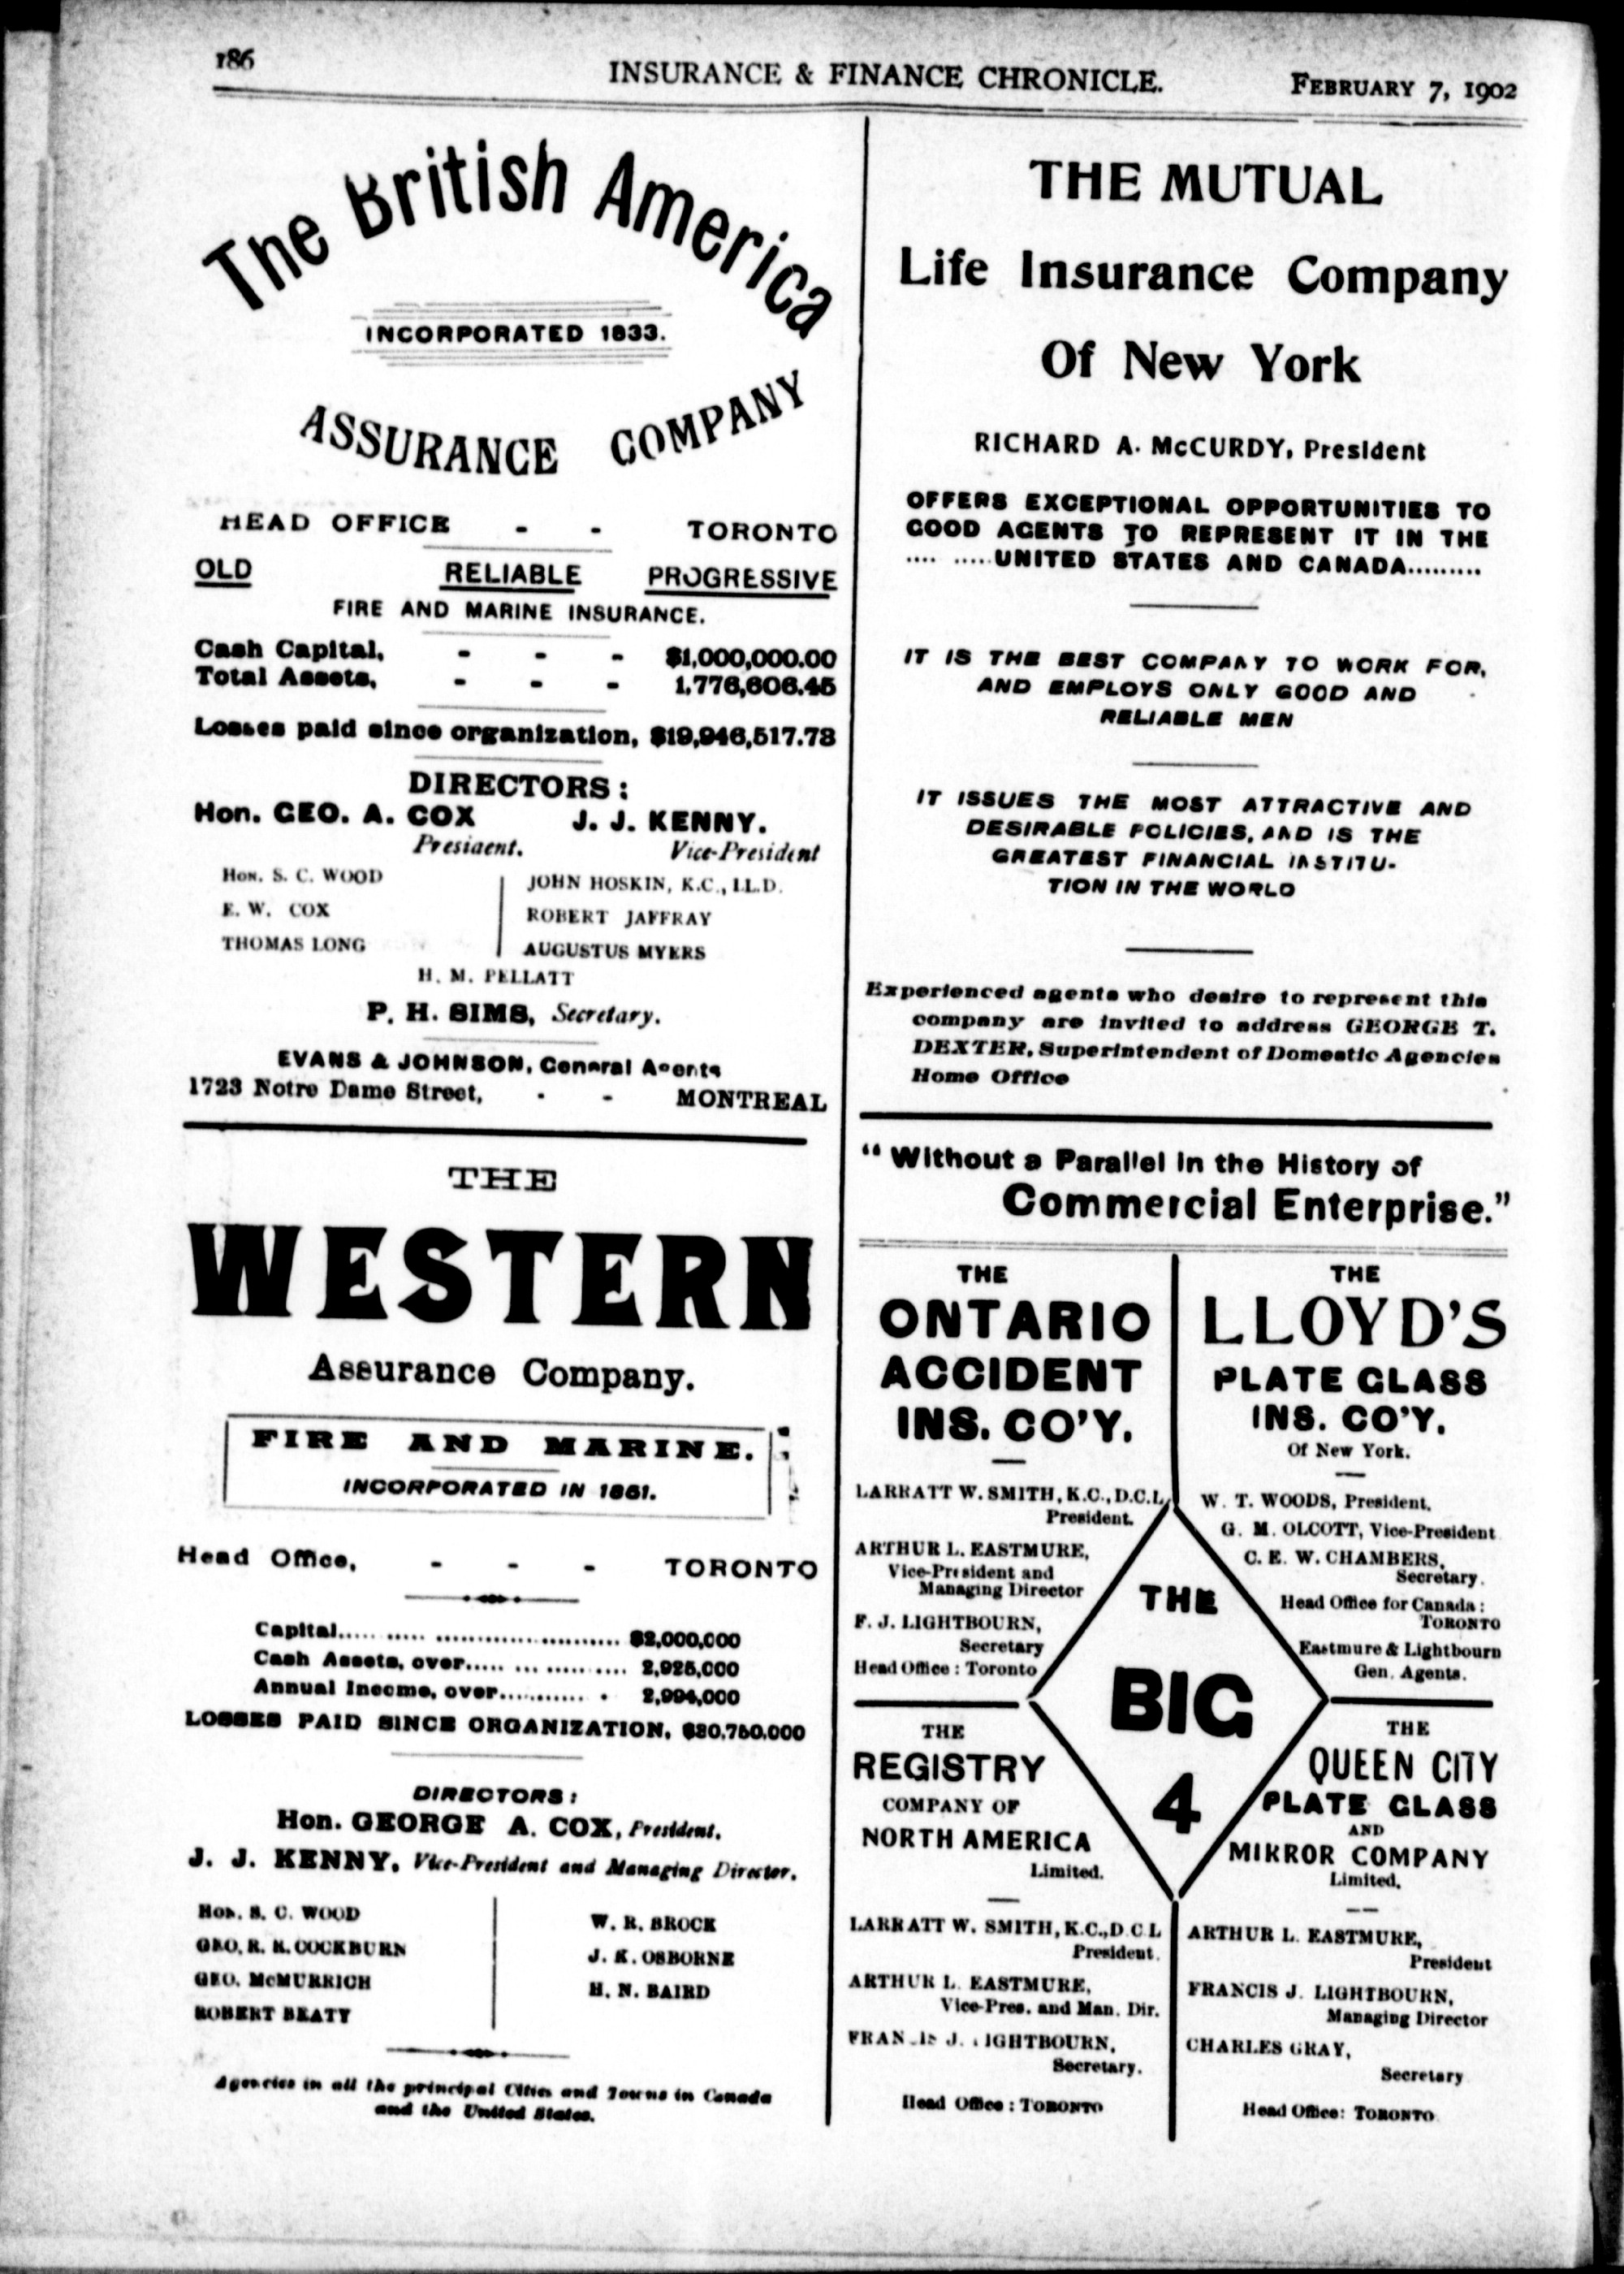 186
INSURANCE & FINANCE CHRONICLE.
FEBRUARY 7, 1902
The British America
INCORPORATED 1833.
ASSURANCE COMPANY
HEAD OFFICE - - TORONTO
OLD RELIABLE PROGRESSIVE
FIRE AND MARINE INSURANCE.
Cash Capital, - - - $1,000,000.00
Total Assets, - - - 1,776,606.45
Losses paid since organization, $19,946,517.73
DIRECTORS:
Hon. GEO. A. COX J. J. KENNY.
President. Vice-President
Hon. S. C. WOOD
E. W. COX
THOMAS LONG
JOHN HOSKIN, K.C., LL.D.
ROBERT JAFFRAY
AUGUSTUS MYERS
H. M. PELLATT
P. H. SIMS, Secretary.
EVANS & JOHNSON, General Agents
1723 Notre Dame Street, - - MONTREAL
THE
WESTERN
Assurance Company.
FIRE AND MARINE.
INCORPORATED IN 1851.
Head Office, - - - TORONTO
Capital................................ $2,000,000
Cash Assets, over.................. 2,925,000
Annual Income, over............ 2,994,000
LOSSES PAID SINCE ORGANIZATION, $30,750,000
DIRECTORS:
Hon. GEORGE A. COX, President.
J. J. KENNY, Vice-President and Managing Director.
Hon. S. C. WOOD
GEO. R. R. COCKBURN
GEO. McMURRICH
ROBERT BEATY
W. R. BROCK
J. K. OSBORNE
H. N. BAIRD
Agencies in all the principal Cities and Towns in Canada
and the United States.
THE MUTUAL
Life Insurance Company
Of New York
RICHARD A. McCURDY, President
OFFERS EXCEPTIONAL OPPORTUNITIES TO
GOOD AGENTS TO REPRESENT IT IN THE
.... .....UNITED STATES AND CANADA.........
IT IS THE BEST COMPANY TO WORK FOR,
AND EMPLOYS ONLY GOOD AND
RELIABLE MEN
IT ISSUES THE MOST ATTRACTIVE AND
DESIRABLE POLICIES, AND IS THE
GREATEST FINANCIAL INSTITU-
TION IN THE WORLD
Experienced agents who desire to represent this
company are invited to address GEORGE T.
DEXTER, Superintendent of Domestic Agencies
Home Office
"Without a Parallel in the History of
Commercial Enterprise."
THE
ONTARIO
ACCIDENT
INS. CO'Y.
LARRATT W. SMITH, K.C., D.C.L,
President.
ARTHUR L. EASTMURE,
Vice-President and
Managing Director
F. J. LIGHTBOURN,
Secretary
Head Office: Toronto
THE
LLOYD'S
PLATE GLASS
INS. CO'Y.
Of New York.
W. T. WOODS, President.
G. M. OLCOTT, Vice-President
C. E. W. CHAMBERS,
Secretary.
Head Office for Canada:
TORONTO
Eastmure & Lightbourn
Gen. Agents.
THE
BIG
4
THE
REGISTRY
COMPANY OF
NORTH AMERICA
Limited.
LARRATT W. SMITH, K.C., D.C.L
President.
ARTHUR L. EASTMURE,
Vice-Pres. and Man. Dir.
FRANCIS J. LIGHTBOURN,
Secretary.
Head Office: TORONTO
THE
QUEEN CITY
PLATE GLASS
AND
MIRROR COMPANY
Limited.
ARTHUR L. EASTMURE,
President
FRANCIS J. LIGHTBOURN,
Managing Director
CHARLES GRAY,
Secretary
Head Office: TORONTO